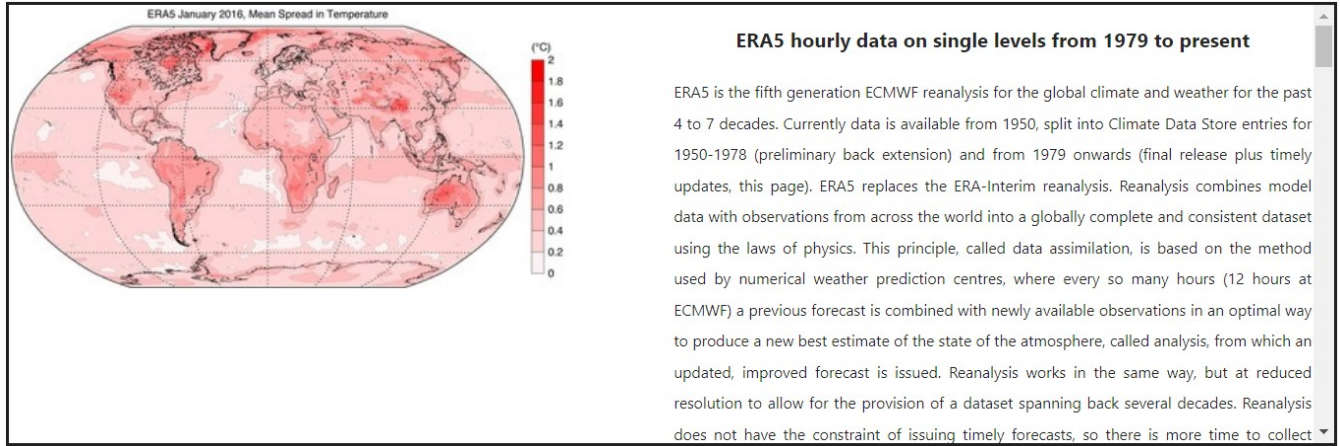 ERA5 January 2016, Mean Spread in Temperature
(°C)
2
1.8
1.6
1.4
1.2
1
0.8
0.6
0.4
0.2
0
ERA5 hourly data on single levels from 1979 to present
ERA5 is the fifth generation ECMWF reanalysis for the global climate and weather for the past
4 to 7 decades. Currently data is available from 1950, split into Climate Data Store entries for
1950-1978 (preliminary back extension) and from 1979 onwards (final release plus timely
updates, this page). ERA5 replaces the ERA-Interim reanalysis. Reanalysis combines model
data with observations from across the world into a globally complete and consistent dataset
using the laws of physics. This principle, called data assimilation, is based on the method
used by numerical weather prediction centres, where every so many hours (12 hours at
ECMWF) a previous forecast is combined with newly available observations in an optimal way
to produce a new best estimate of the state of the atmosphere, called analysis, from which an
updated, improved forecast is issued. Reanalysis works in the same way, but at reduced
resolution to allow for the provision of a dataset spanning back several decades. Reanalysis
does not have the constraint of issuing timely forecasts, so there is more time to collect